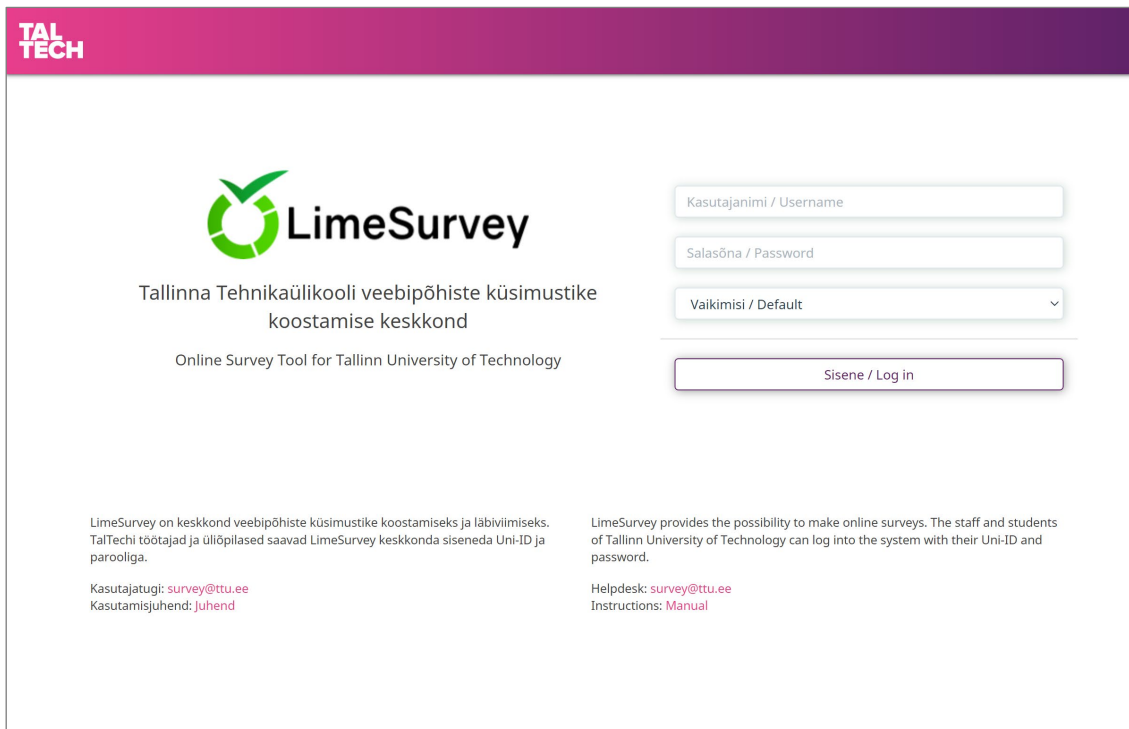 TAL
TECH
LimeSurvey
Tallinna Tehnikaülikooli veebipõhiste küsimustike
koostamise keskkond
Online Survey Tool for Tallinn University of Technology
Kasutajanimi / Username
Salasõna / Password
Vaikimisi / Default
Sisene / Log in
LimeSurvey on keskkond veebipõhiste küsimustike koostamiseks ja läbiviimiseks.
TalTechi töötajad ja üliõpilased saavad LimeSurvey keskkonda siseneda Uni-ID ja
parooliga.
Kasutajatugi: survey@ttu.ee
Kasutamisjuhend: Juhend
LimeSurvey provides the possibility to make online surveys. The staff and students
of Tallinn University of Technology can log into the system with their Uni-ID and
password.
Helpdesk: survey@ttu.ee
Instructions: Manual